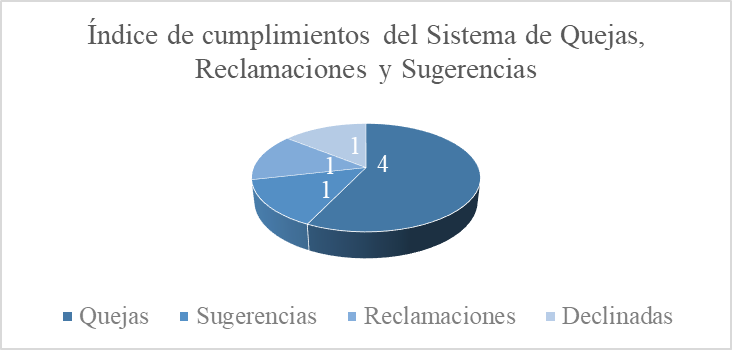 Índice de cumplimientos del Sistema de Quejas,
Reclamaciones y Sugerencias
1
4
1
1
Quejas
Sugerencias
Reclamaciones
Declinadas